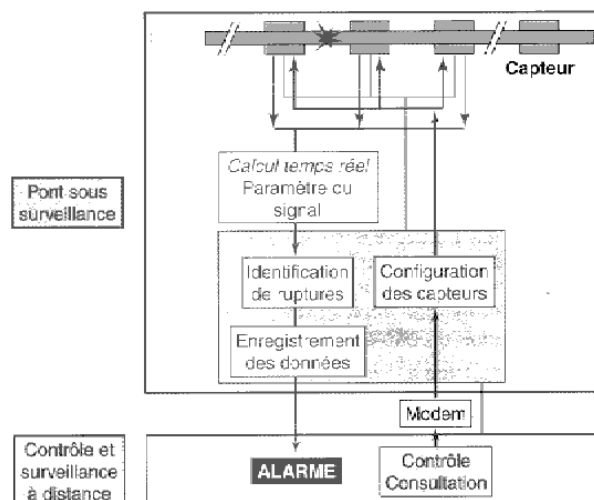 Capteur
Calcul temps réel
Paramètre ou
signal
Pont sous
surveillance
Identification
de ruptures
Configuration
des capteurs
Enregistrement
des données
Modem
Contrôle et
surveillance
à distance
ALARME
Contrôle
Consultation